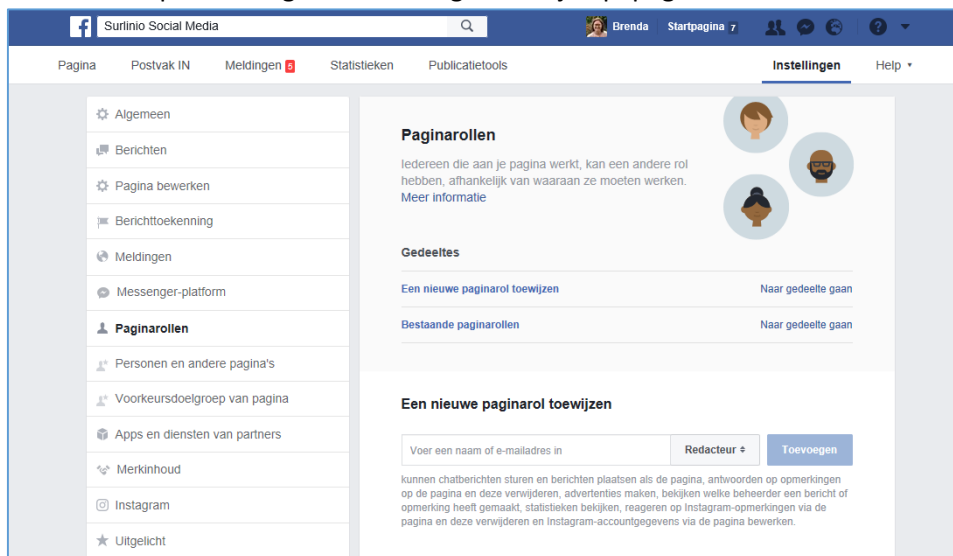 Surlinio Social Media
Brenda
Startpagina 7
Pagina
Postvak IN
Meldingen 5
Statistieken
Publicatietools
Instellingen
Help
Algemeen
Berichten
Pagina bewerken
Berichttoekenning
Meldingen
Messenger-platform
Paginarollen
Personen en andere pagina's
Voorkeursdoelgroep van pagina
Apps en diensten van partners
Merkinhoud
Instagram
Uitgelicht
Paginarollen
Iedereen die aan je pagina werkt, kan een andere rol
hebben, afhankelijk van waaraan ze moeten werken.
Meer informatie
Gedeeltes
Een nieuwe paginarol toewijzen
Naar gedeelte gaan
Bestaande paginarollen
Naar gedeelte gaan
Een nieuwe paginarol toewijzen
Voer een naam of e-mailadres in
Redacteur
Toevoegen
kunnen chatberichten sturen en berichten plaatsen als de pagina, antwoorden op opmerkingen
op de pagina en deze verwijderen, advertenties maken, bekijken welke beheerder een bericht of
opmerking heeft gemaakt, statistieken bekijken, reageren op Instagram-opmerkingen via de
pagina en deze verwijderen en Instagram-accountgegevens via de pagina bewerken.